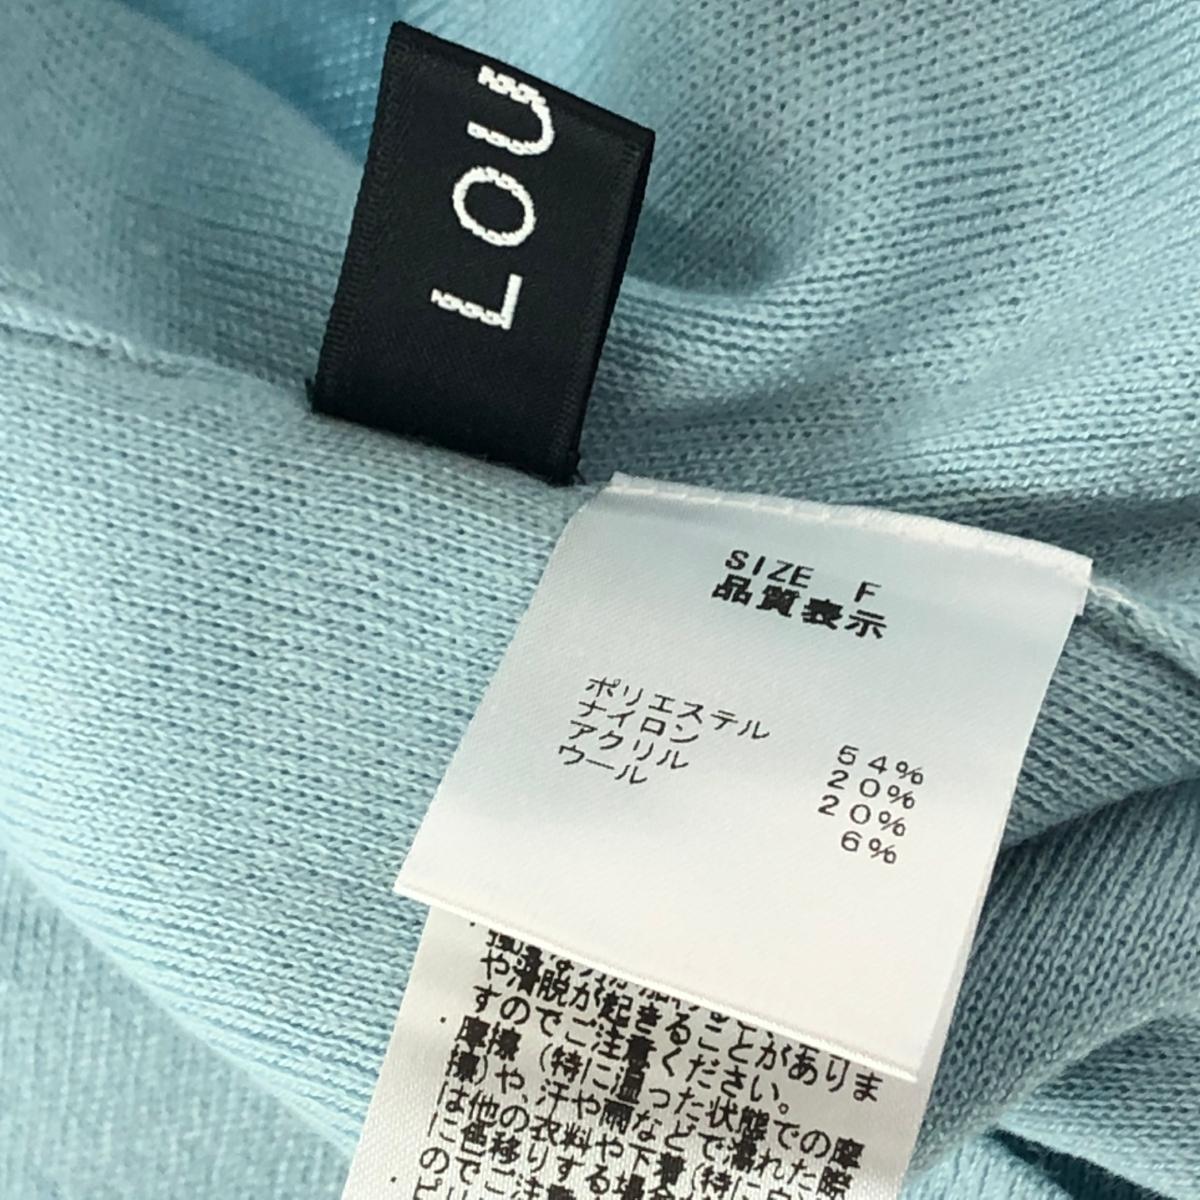 LOU
SIZE F
品質表示
ポリエステル 54%
ナイロン 20%
アクリル 20%
ウール 6%
や滑脱が起きることがありま
すのでご注意ください。
・摩擦(特に湿った状態での摩
擦)や、汗や雨などで濡れた際
は他の衣料や下着(特に
に色移りする場合
のでご注意